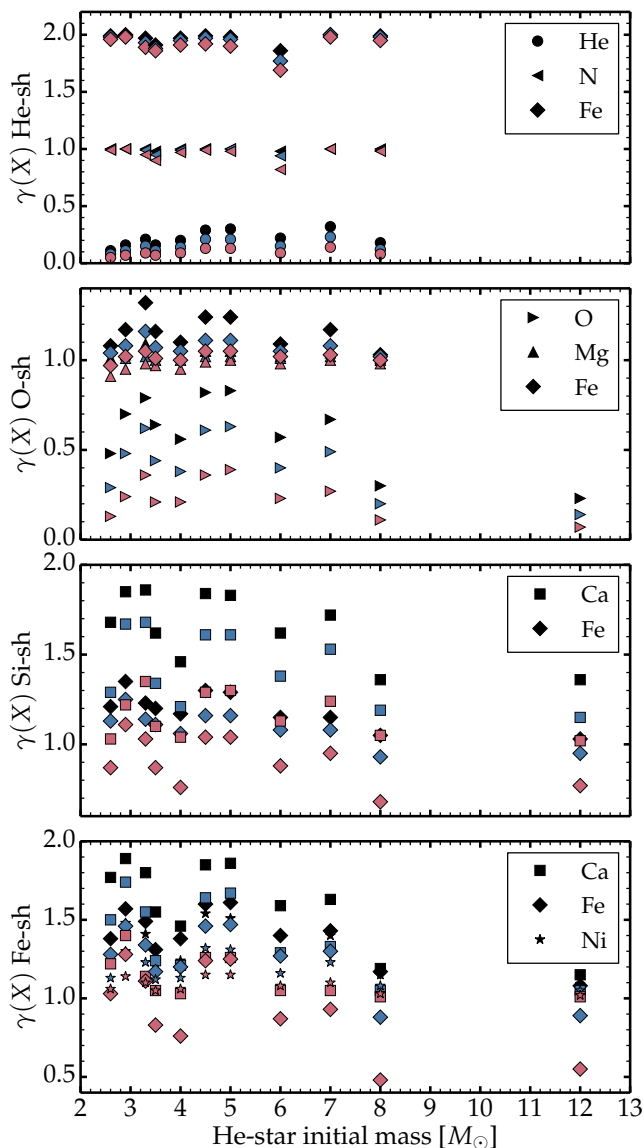 2.0
1.5
1.0
0.5
0.0
γ(X) He-sh
He
N
Fe
1.0
0.5
0.0
γ(X) O-sh
O
Mg
Fe
2.0
1.5
1.0
γ(X) Si-sh
Ca
Fe
2.0
1.5
1.0
0.5
γ(X) Fe-sh
Ca
Fe
Ni
2 3 4 5 6 7 8 9 10 11 12 13
He-star initial mass [M⊙]